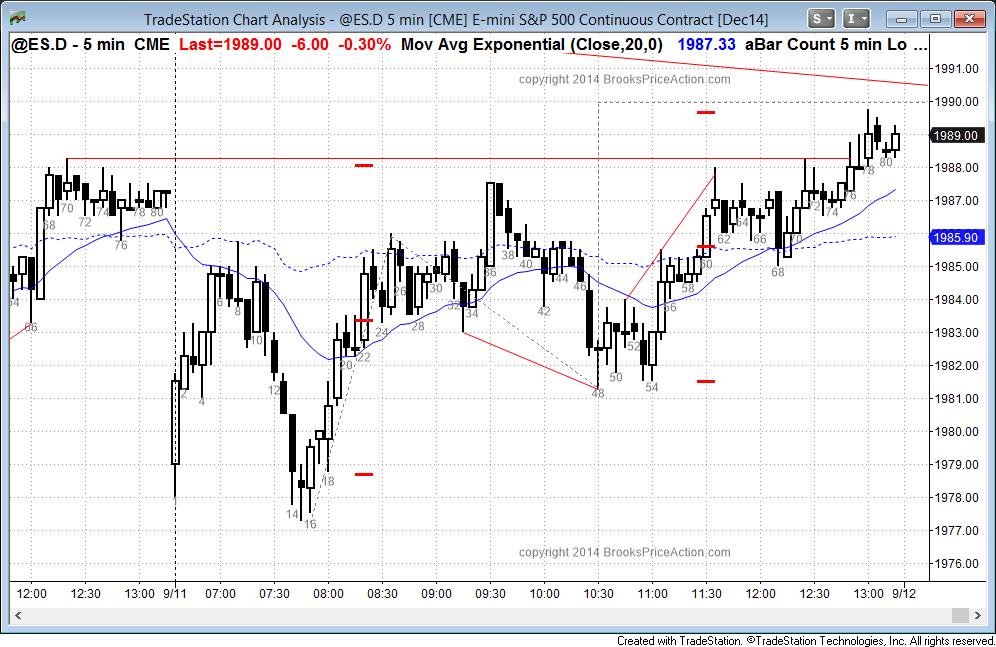 TradeStation Chart Analysis - @ES.D 5 min [CME] E-mini S&P 500 Continuous Contract [Dec14]
S I
@ES.D - 5 min CME Last=1989.00 -6.00 -0.30% Mov Avg Exponential (Close,20,0) 1987.33 aBar Count 5 min Lo ...
copyright 2014 BrooksPriceAction.com
1991.00
1990.00
1989.00
1988.00
1987.00
1985.90
1985.00
1984.00
1983.00
1982.00
1981.00
1980.00
1979.00
1978.00
1977.00
1976.00
66 68 70 72 74 76 78 80
2 4 6 8 10 12 14 16 18 20 22 24 26 28 30 32 34 36 38 40 42 44 46 48 50 52 54 56 58 60 62 64 66 68 70 72 74 76 78 80
copyright 2014 BrooksPriceAction.com
12:00 12:30 13:00 9/11 07:00 07:30 08:00 08:30 09:00 09:30 10:00 10:30 11:00 11:30 12:00 12:30 13:00 9/12
Created with TradeStation. ©TradeStation Technologies, Inc. All rights reserved.